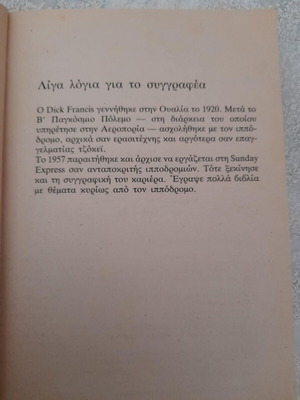 Λίγα λόγια για το συγγραφέα
Ο Dick Francis γεννήθηκε στην Ουαλία το 1920. Μετά το
Β' Παγκόσμιο Πόλεμο — στη διάρκεια του οποίου
υπηρέτησε στην Αεροπορία — ασχολήθηκε με τον ιππό-
δρομο, αρχικά σαν ερασιτέχνης και αργότερα σαν επαγ-
γελματίας τζόκεϊ.
Το 1957 παραιτήθηκε και άρχισε να εργάζεται στη Sunday
Express σαν ανταποκριτής ιπποδρομιών. Τότε ξεκίνησε
και τη συγγραφική του καριέρα. Έγραψε πολλά βιβλία
με θέματα κυρίως από τον ιππόδρομο.